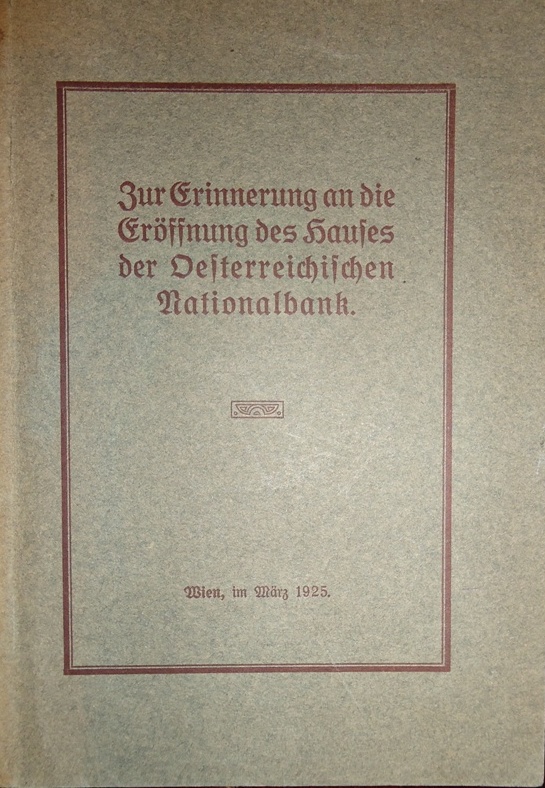 Zur Erinnerung an die
Eröffnung des Hauſes
der Oeſterreichiſchen
Nationalbank.
Wien, im März 1925.